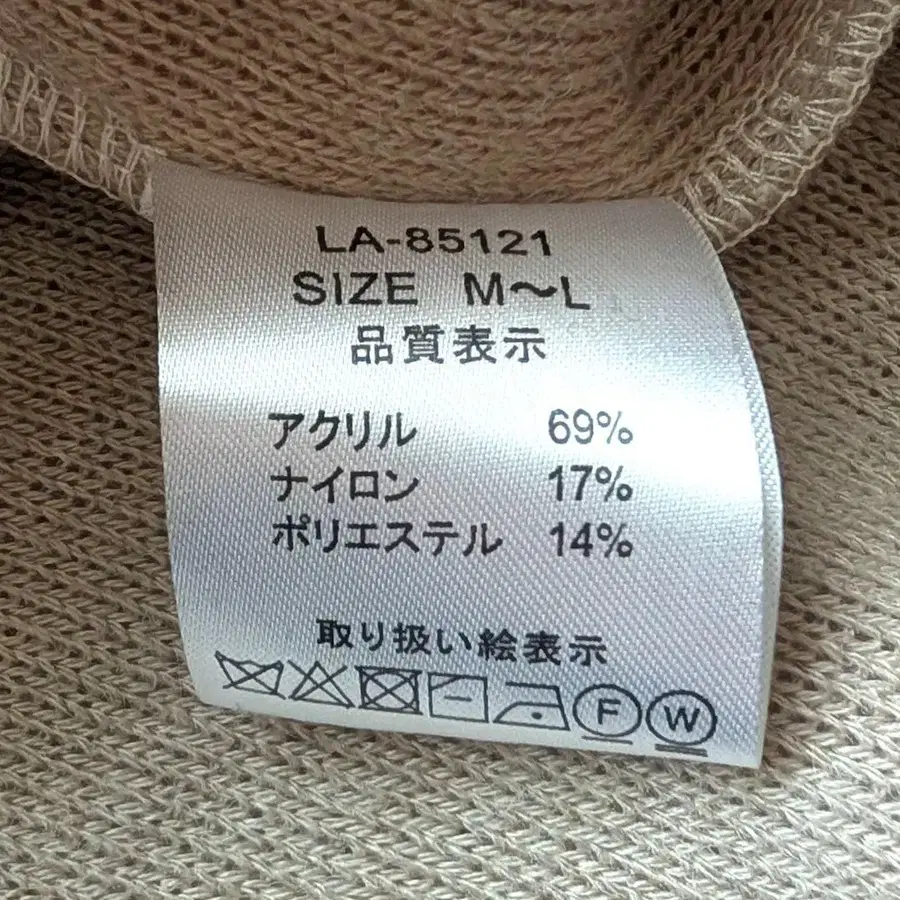 LA-85121
SIZE M～L
品質表示
アクリル 69%
ナイロン 17%
ポリエステル 14%
取り扱い絵表示
F W